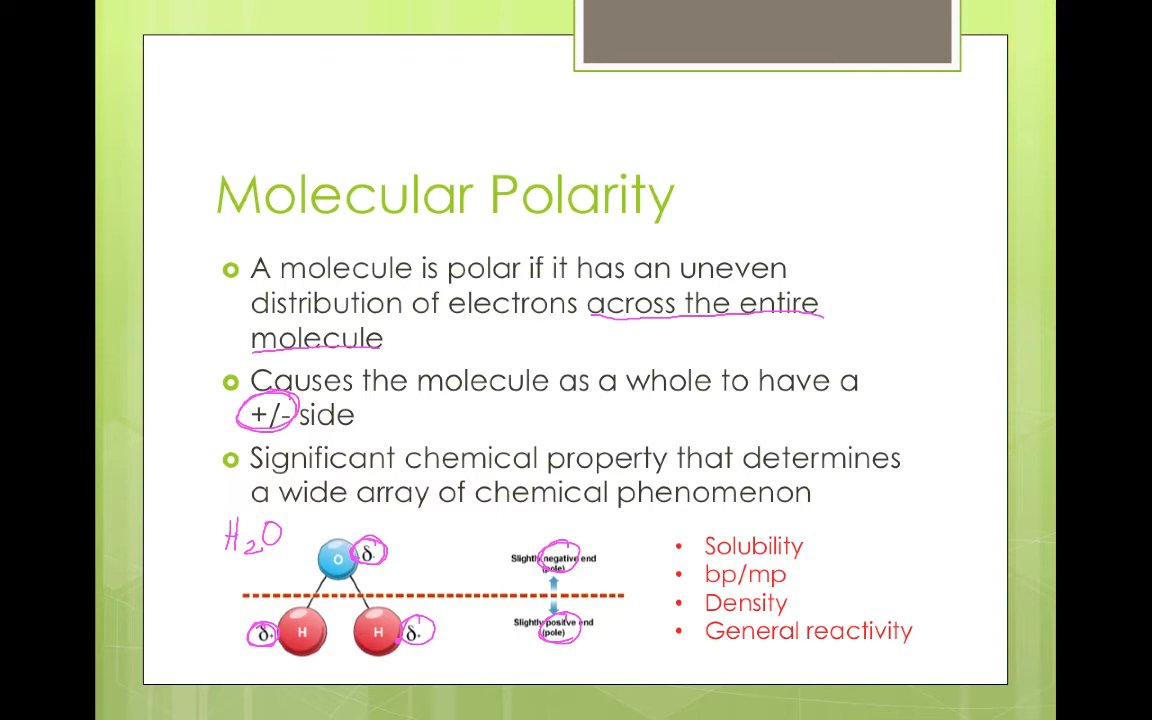 Molecular Polarity
A molecule is polar if it has an uneven
distribution of electrons across the entire
molecule
Causes the molecule as a whole to have a
+/- side
Significant chemical property that determines
a wide array of chemical phenomenon
H₂O
O
δ-
H
δ+
H
δ+
Slightly negative end
(pole)
Slightly positve end
(pole)
• Solubility
• bp/mp
• Density
• General reactivity